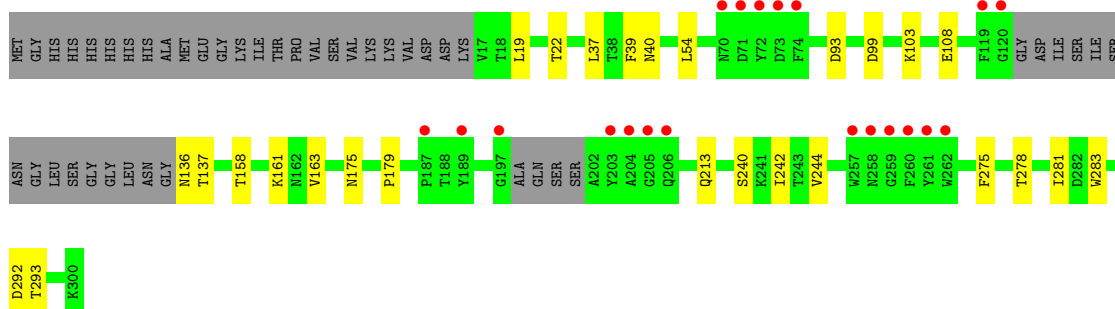 MET GLY HIS HIS HIS HIS HIS HIS ALA MET GLU GLY LYS ILE THR PRO VAL SER VAL LYS LYS VAL ASP ASP LYS V17 T18 L19 T22 L37 T38 F39 N40 L54 N70 D71 Y72 D73 F74 D93 D99 K103 E108 F119 G120 GLY ASP ILE SER ILE SER
ASN GLY LEU SER GLY GLY LEU ASN GLY N136 T137 T158 K161 N162 V163 N175 P179 P187 T188 Y189 G197 ALA GLN SER SER A202 Y203 A204 G205 Q206 Q213 S240 K241 I242 T243 V244 W257 N258 G259 F260 Y261 W262 F275 T278 I281 D282 W283
D292 T293 K300